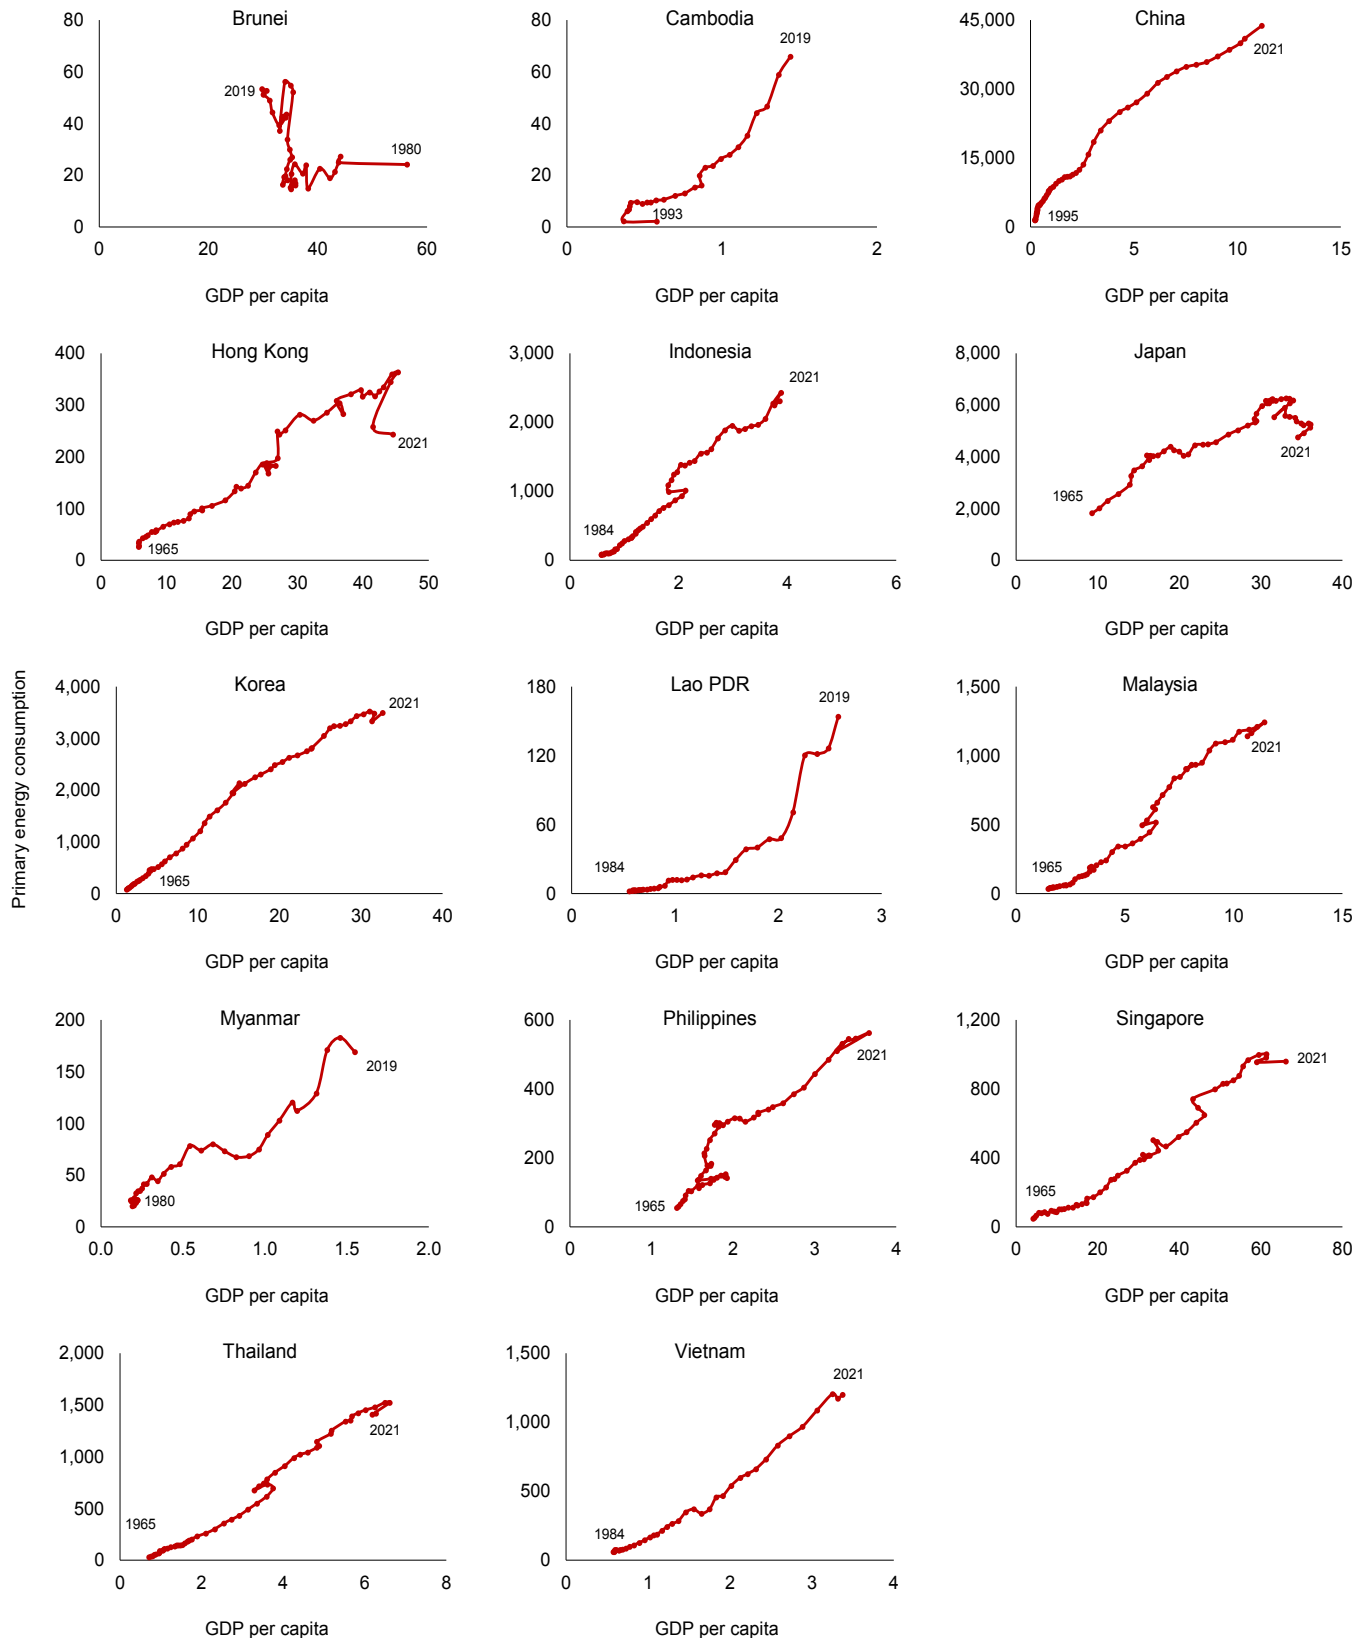 Brunei
80
60
40
20
0
2019
1980
0 20 40 60
GDP per capita
Cambodia
80
60
40
20
0
2019
1993
0 1 2
GDP per capita
China
45,000
30,000
15,000
0
2021
1995
0 5 10 15
GDP per capita
Hong Kong
400
300
200
100
0
2021
1965
0 10 20 30 40 50
GDP per capita
Indonesia
3,000
2,000
1,000
0
2021
1984
0 2 4 6
GDP per capita
Japan
8,000
6,000
4,000
2,000
0
2021
1965
0 10 20 30 40
GDP per capita
Primary energy consumption
Korea
4,000
3,000
2,000
1,000
0
2021
1965
0 10 20 30 40
GDP per capita
Lao PDR
180
120
60
0
2019
1984
0 1 2 3
GDP per capita
Malaysia
1,500
1,000
500
0
2021
1965
0 5 10 15
GDP per capita
Myanmar
200
150
100
50
0
2019
1980
0.0 0.5 1.0 1.5 2.0
GDP per capita
Philippines
600
400
200
0
2021
1965
0 1 2 3 4
GDP per capita
Singapore
1,200
800
400
0
2021
1965
0 20 40 60 80
GDP per capita
Thailand
2,000
1,500
1,000
500
0
2021
1965
0 2 4 6 8
GDP per capita
Vietnam
1,500
1,000
500
0
2021
1984
0 1 2 3 4
GDP per capita